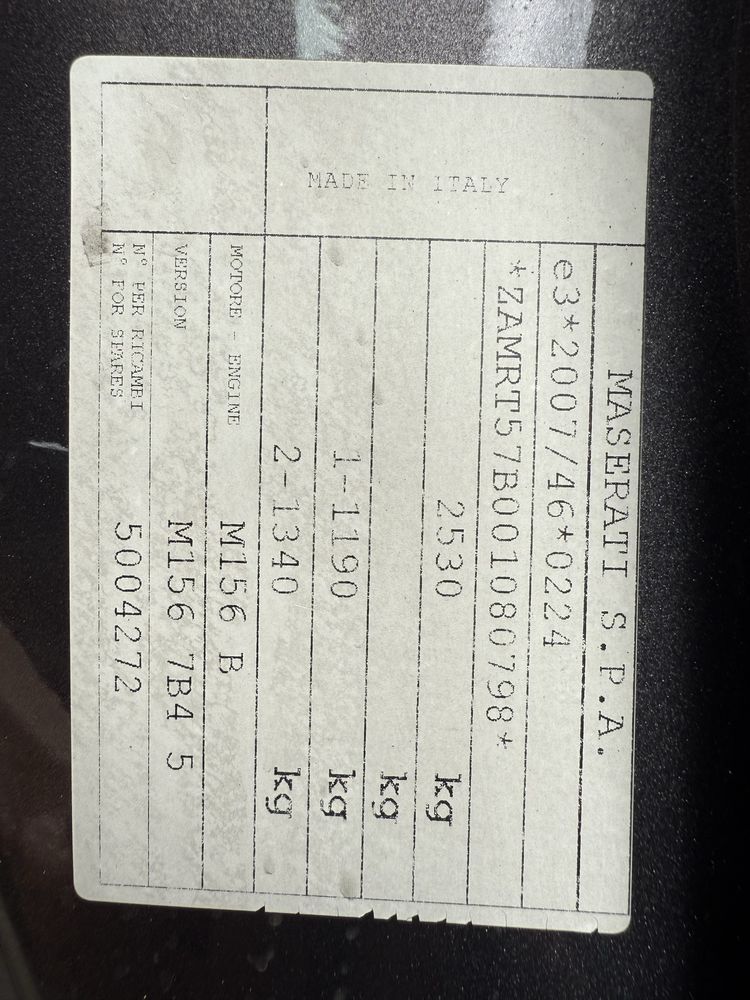 MASERATI S.P.A.
e3*2007/46*0224
*ZAMRT57B001080798*
2530 kg
kg
1-1190 kg
2-1340 kg
MOTORE - ENGINE M156 B
VERSION M156 7B4 5
N° PER RICAMBI
N° FOR SPARES 5004272
MADE IN ITALY